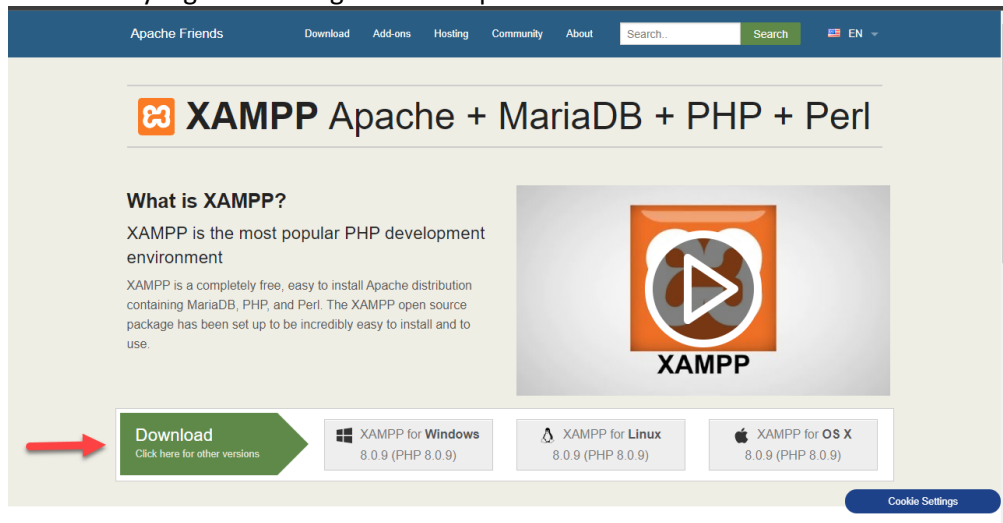 Apache Friends Download Add-ons Hosting Community About Search.. Search EN
XAMPP Apache + MariaDB + PHP + Perl
What is XAMPP?
XAMPP is the most popular PHP development
environment
XAMPP is a completely free, easy to install Apache distribution
containing MariaDB, PHP, and Perl. The XAMPP open source
package has been set up to be incredibly easy to install and to
use.
XAMPP
Download
Click here for other versions
XAMPP for Windows
8.0.9 (PHP 8.0.9)
XAMPP for Linux
8.0.9 (PHP 8.0.9)
XAMPP for OS X
8.0.9 (PHP 8.0.9)
Cookie Settings